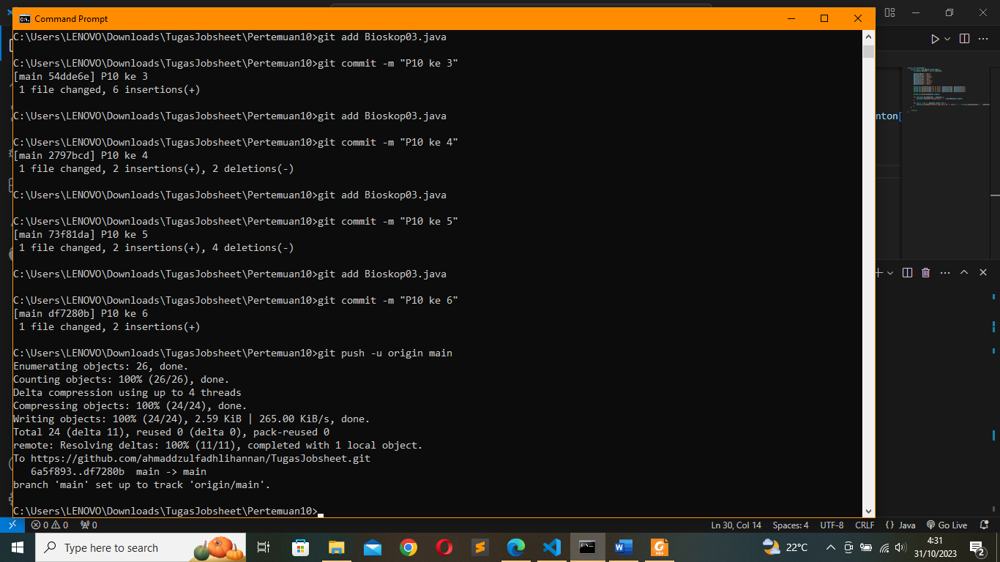 Command Prompt
C:\Users\LENOVO\Downloads\TugasJobsheet\Pertemuan10>git add Bioskop03.java
C:\Users\LENOVO\Downloads\TugasJobsheet\Pertemuan10>git commit -m "P10 ke 3"
[main 54dde6e] P10 ke 3
1 file changed, 6 insertions(+)
C:\Users\LENOVO\Downloads\TugasJobsheet\Pertemuan10>git add Bioskop03.java
C:\Users\LENOVO\Downloads\TugasJobsheet\Pertemuan10>git commit -m "P10 ke 4"
[main 2797bcd] P10 ke 4
1 file changed, 2 insertions(+), 2 deletions(-)
C:\Users\LENOVO\Downloads\TugasJobsheet\Pertemuan10>git add Bioskop03.java
C:\Users\LENOVO\Downloads\TugasJobsheet\Pertemuan10>git commit -m "P10 ke 5"
[main 73f81da] P10 ke 5
1 file changed, 2 insertions(+), 4 deletions(-)
C:\Users\LENOVO\Downloads\TugasJobsheet\Pertemuan10>git add Bioskop03.java
C:\Users\LENOVO\Downloads\TugasJobsheet\Pertemuan10>git commit -m "P10 ke 6"
[main df7280b] P10 ke 6
1 file changed, 2 insertions(+)
C:\Users\LENOVO\Downloads\TugasJobsheet\Pertemuan10>git push -u origin main
Enumerating objects: 26, done.
Counting objects: 100% (26/26), done.
Delta compression using up to 4 threads
Compressing objects: 100% (24/24), done.
Writing objects: 100% (24/24), 2.59 KiB | 265.00 KiB/s, done.
Total 24 (delta 11), reused 0 (delta 0), pack-reused 0
remote: Resolving deltas: 100% (11/11), completed with 1 local object.
To https://github.com/ahmaddzulfadhlihannan/TugasJobsheet.git
6a5f893..df7280b  main -> main
branch 'main' set up to track 'origin/main'.
C:\Users\LENOVO\Downloads\TugasJobsheet\Pertemuan10>
nton[
0 0 0 Ln 30, Col 14 Spaces: 4 UTF-8 CRLF {} Java Go Live
Type here to search
22°C
4:31
31/10/2023
2